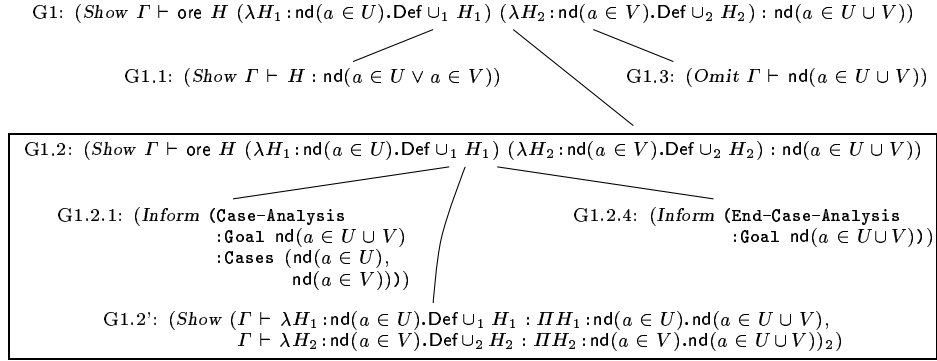 G1: (Show Γ ⊢ ore H (λH₁:nd(a ∈ U).Def ∪₁ H₁) (λH₂:nd(a ∈ V).Def ∪₂ H₂) : nd(a ∈ U ∪ V))
G1.1: (Show Γ ⊢ H : nd(a ∈ U ∨ a ∈ V)) G1.3: (Omit Γ ⊢ nd(a ∈ U ∪ V))
G1.2: (Show Γ ⊢ ore H (λH₁:nd(a ∈ U).Def ∪₁ H₁) (λH₂:nd(a ∈ V).Def ∪₂ H₂) : nd(a ∈ U ∪ V))
G1.2.1: (Inform (Case-Analysis
:Goal nd(a ∈ U ∪ V)
:Cases (nd(a ∈ U),
nd(a ∈ V))))
G1.2.4: (Inform (End-Case-Analysis
:Goal nd(a ∈ U ∪ V)))
G1.2': (Show (Γ ⊢ λH₁:nd(a ∈ U).Def ∪₁ H₁ : ΠH₁:nd(a ∈ U).nd(a ∈ U ∪ V),
Γ ⊢ λH₂:nd(a ∈ V).Def ∪₂ H₂ : ΠH₂:nd(a ∈ V).nd(a ∈ U ∪ V))₂)